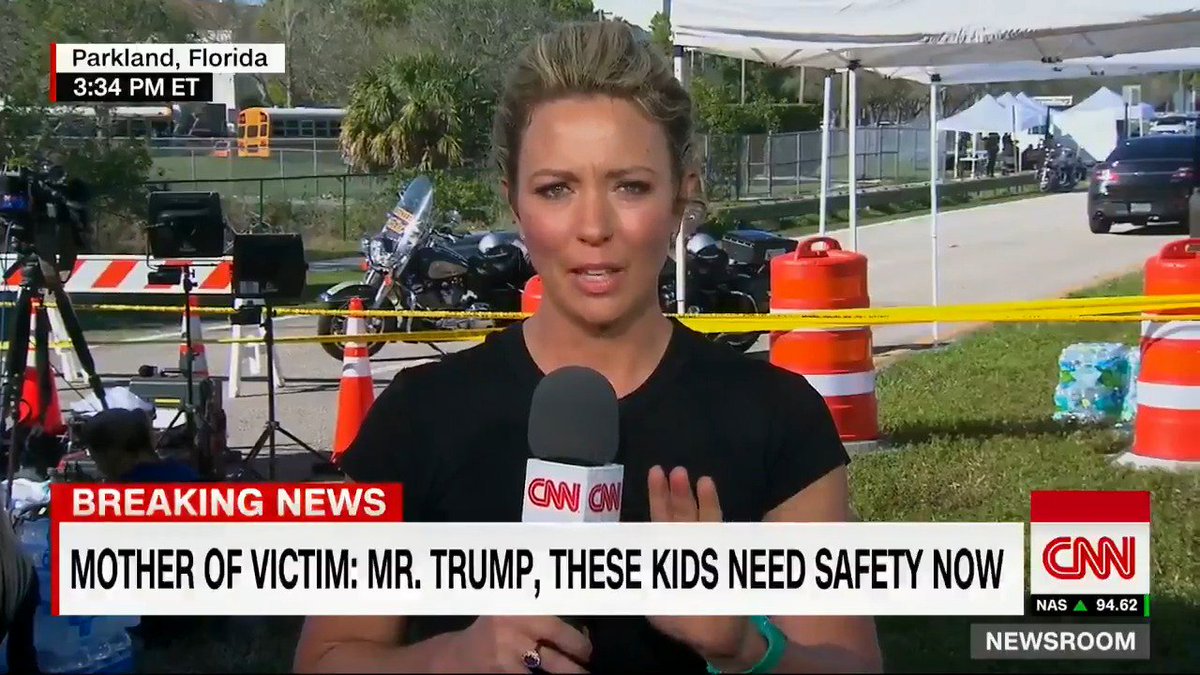 Parkland, Florida
3:34 PM ET
CNN CNN
BREAKING NEWS
MOTHER OF VICTIM: MR. TRUMP, THESE KIDS NEED SAFETY NOW
CNN
NAS ▲ 94.62
NEWSROOM